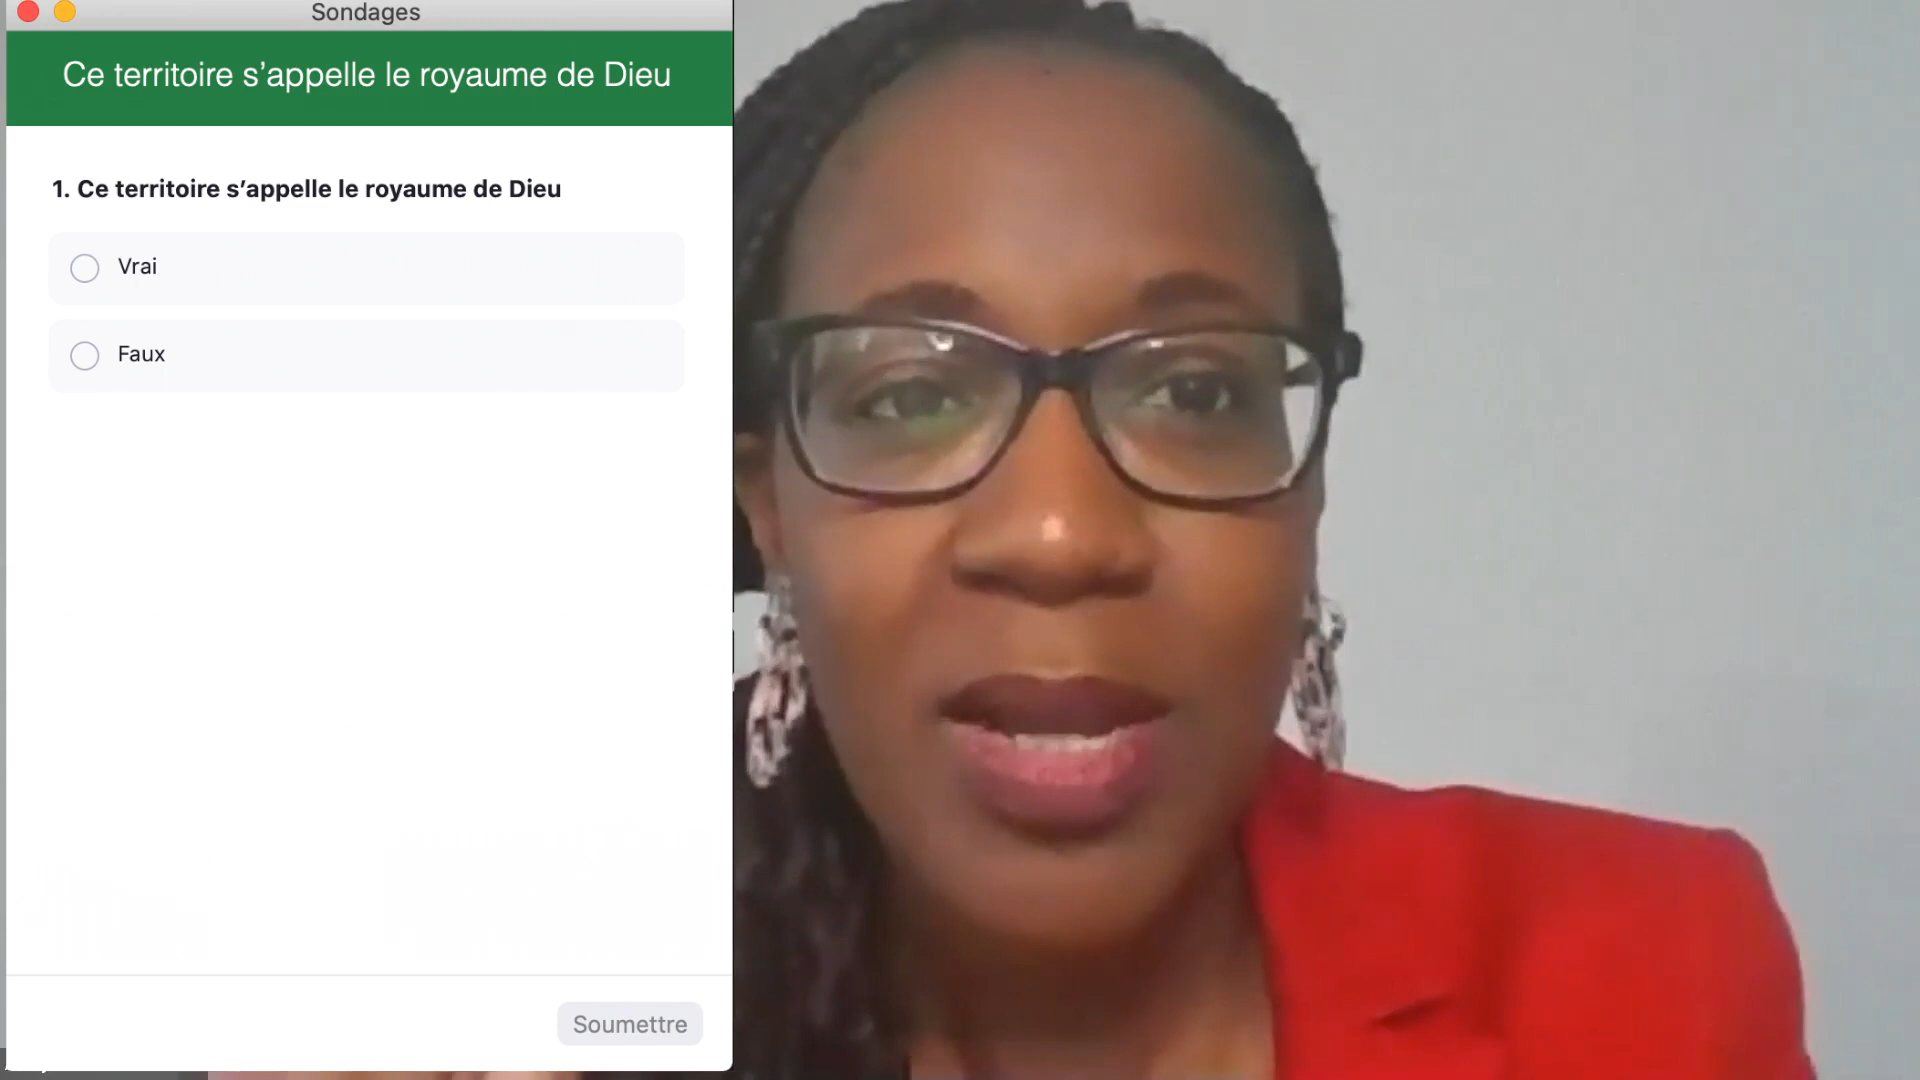 Sondages
Ce territoire s’appelle le royaume de Dieu
1. Ce territoire s’appelle le royaume de Dieu
Vrai
Faux
Soumettre